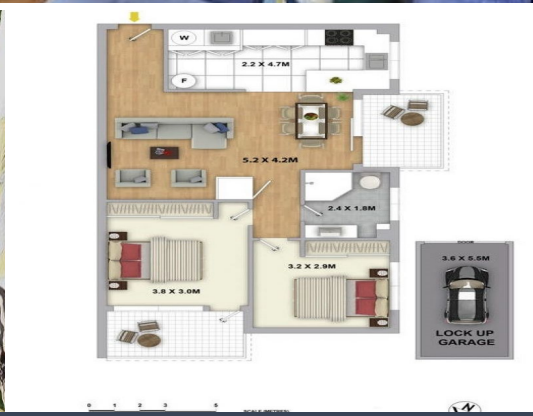 W
2.2 X 4.7M
F
5.2 X 4.2M
2.4 X 1.8M
3.8 X 3.0M
3.2 X 2.9M
3.6 X 5.5M
LOCK UP
GARAGE
0 1 2 3 5
SCALE (METRES)
N